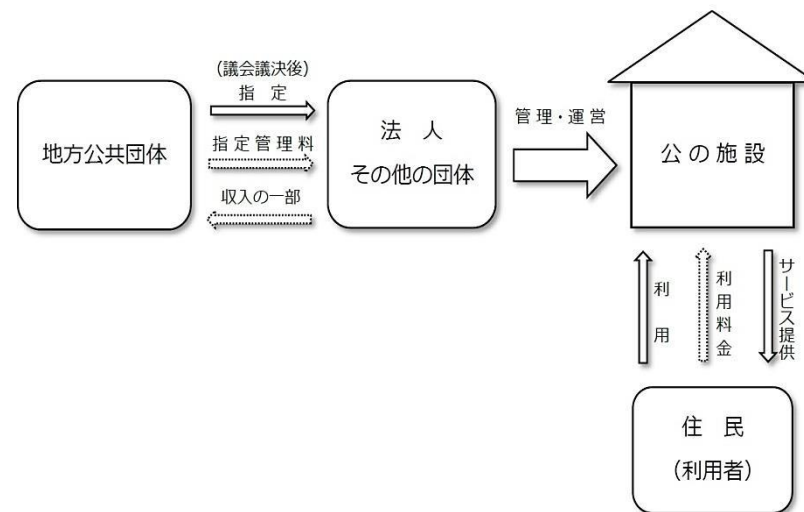 地方公共団体
(議会議決後)
指 定
指定管理料
収入の一部
法 人
その他の団体
管理・運営
公の施設
利用
利用料金
サービス提供
住 民
(利用者)